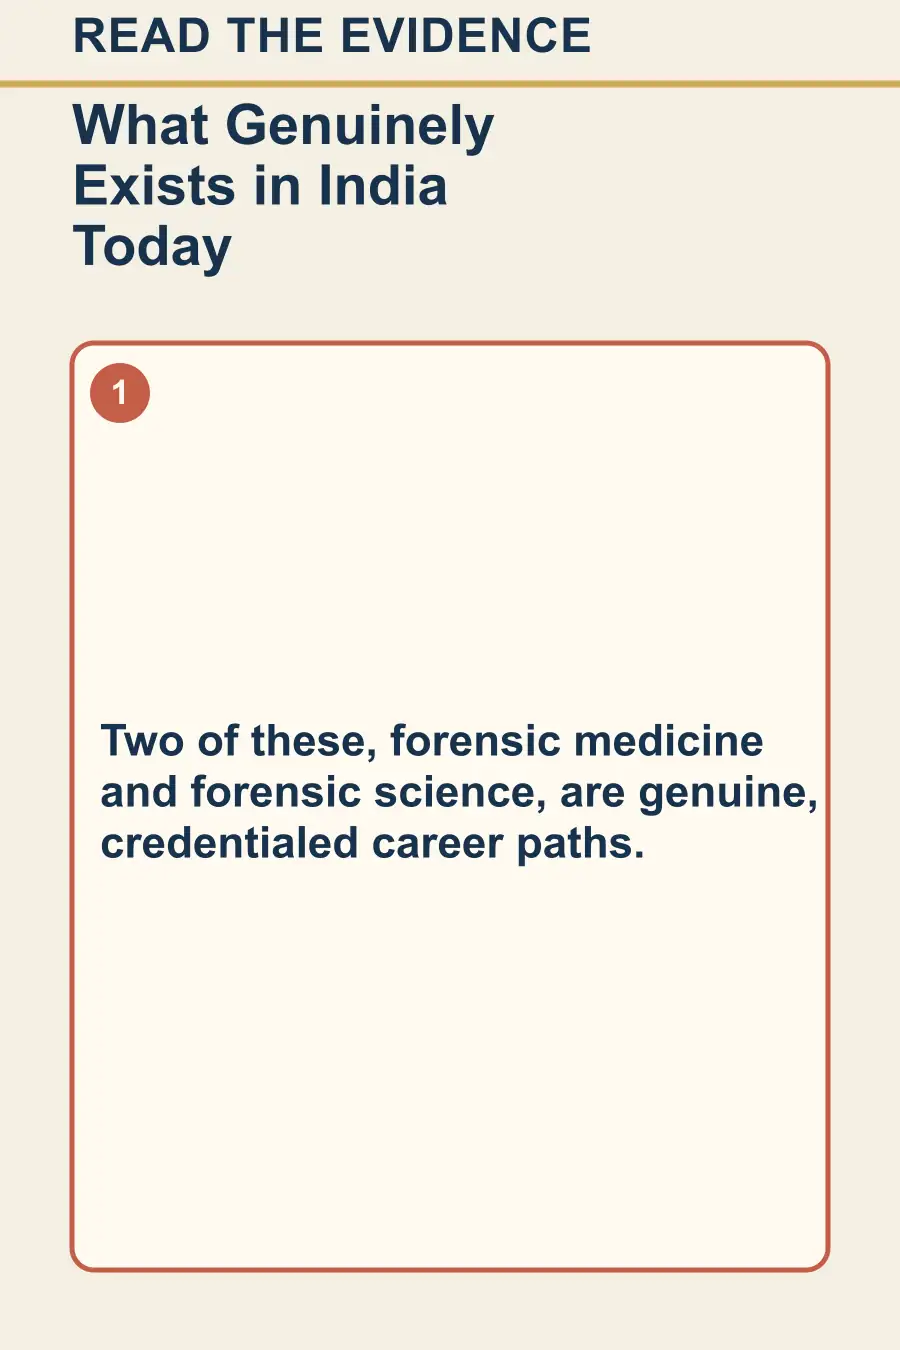 READ THE EVIDENCE
What Genuinely
Exists in India
Today
1
Two of these, forensic medicine
and forensic science, are genuine,
credentialed career paths.